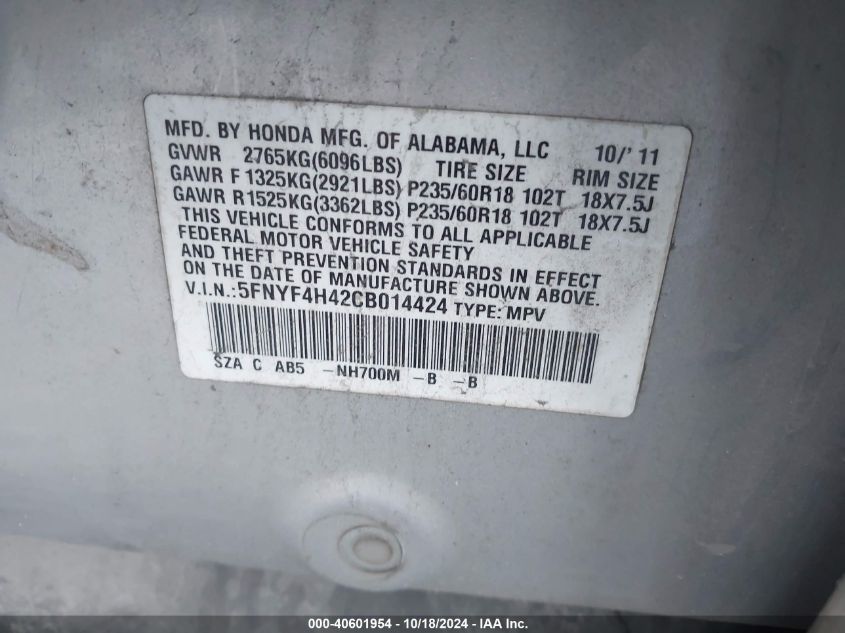 MFD. BY HONDA MFG. OF ALABAMA, LLC 10/' 11
GVWR 2765KG(6096LBS) TIRE SIZE RIM SIZE
GAWR F 1325KG(2921LBS) P235/60R18 102T 18X7.5J
GAWR R1525KG(3362LBS) P235/60R18 102T 18X7.5J
THIS VEHICLE CONFORMS TO ALL APPLICABLE
FEDERAL MOTOR VEHICLE SAFETY
AND THEFT PREVENTION STANDARDS IN EFFECT
ON THE DATE OF MANUFACTURE SHOWN ABOVE.
V.I.N.:5FNYF4H42CB014424 TYPE: MPV
SZA C AB5 -NH700M -B -B
000-40601954 - 10/18/2024 - IAA Inc.